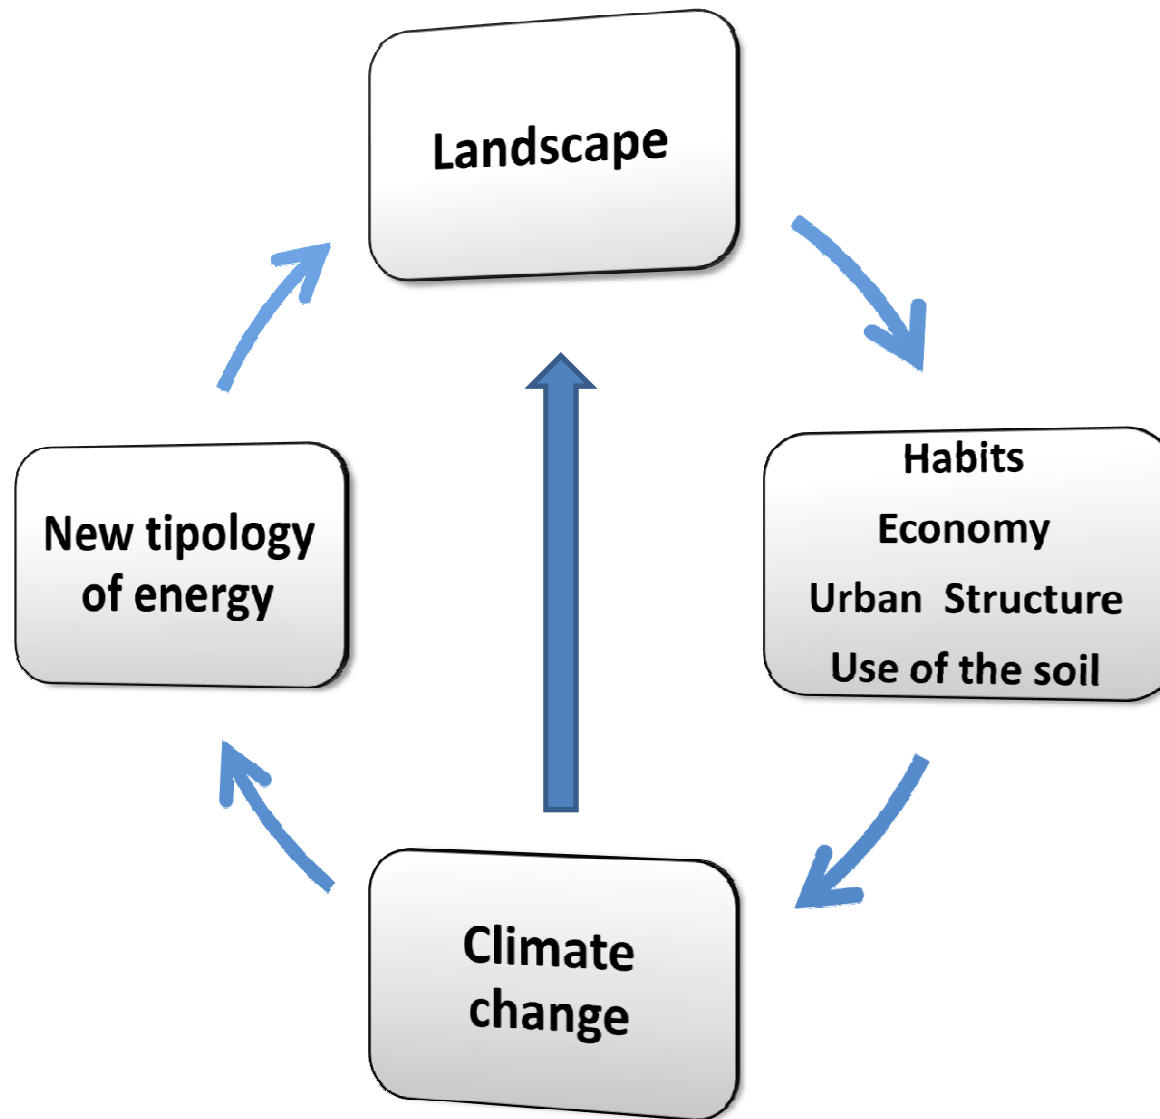 Landscape
Habits
Economy
Urban Structure
Use of the soil
New tipology
of energy
Climate
change